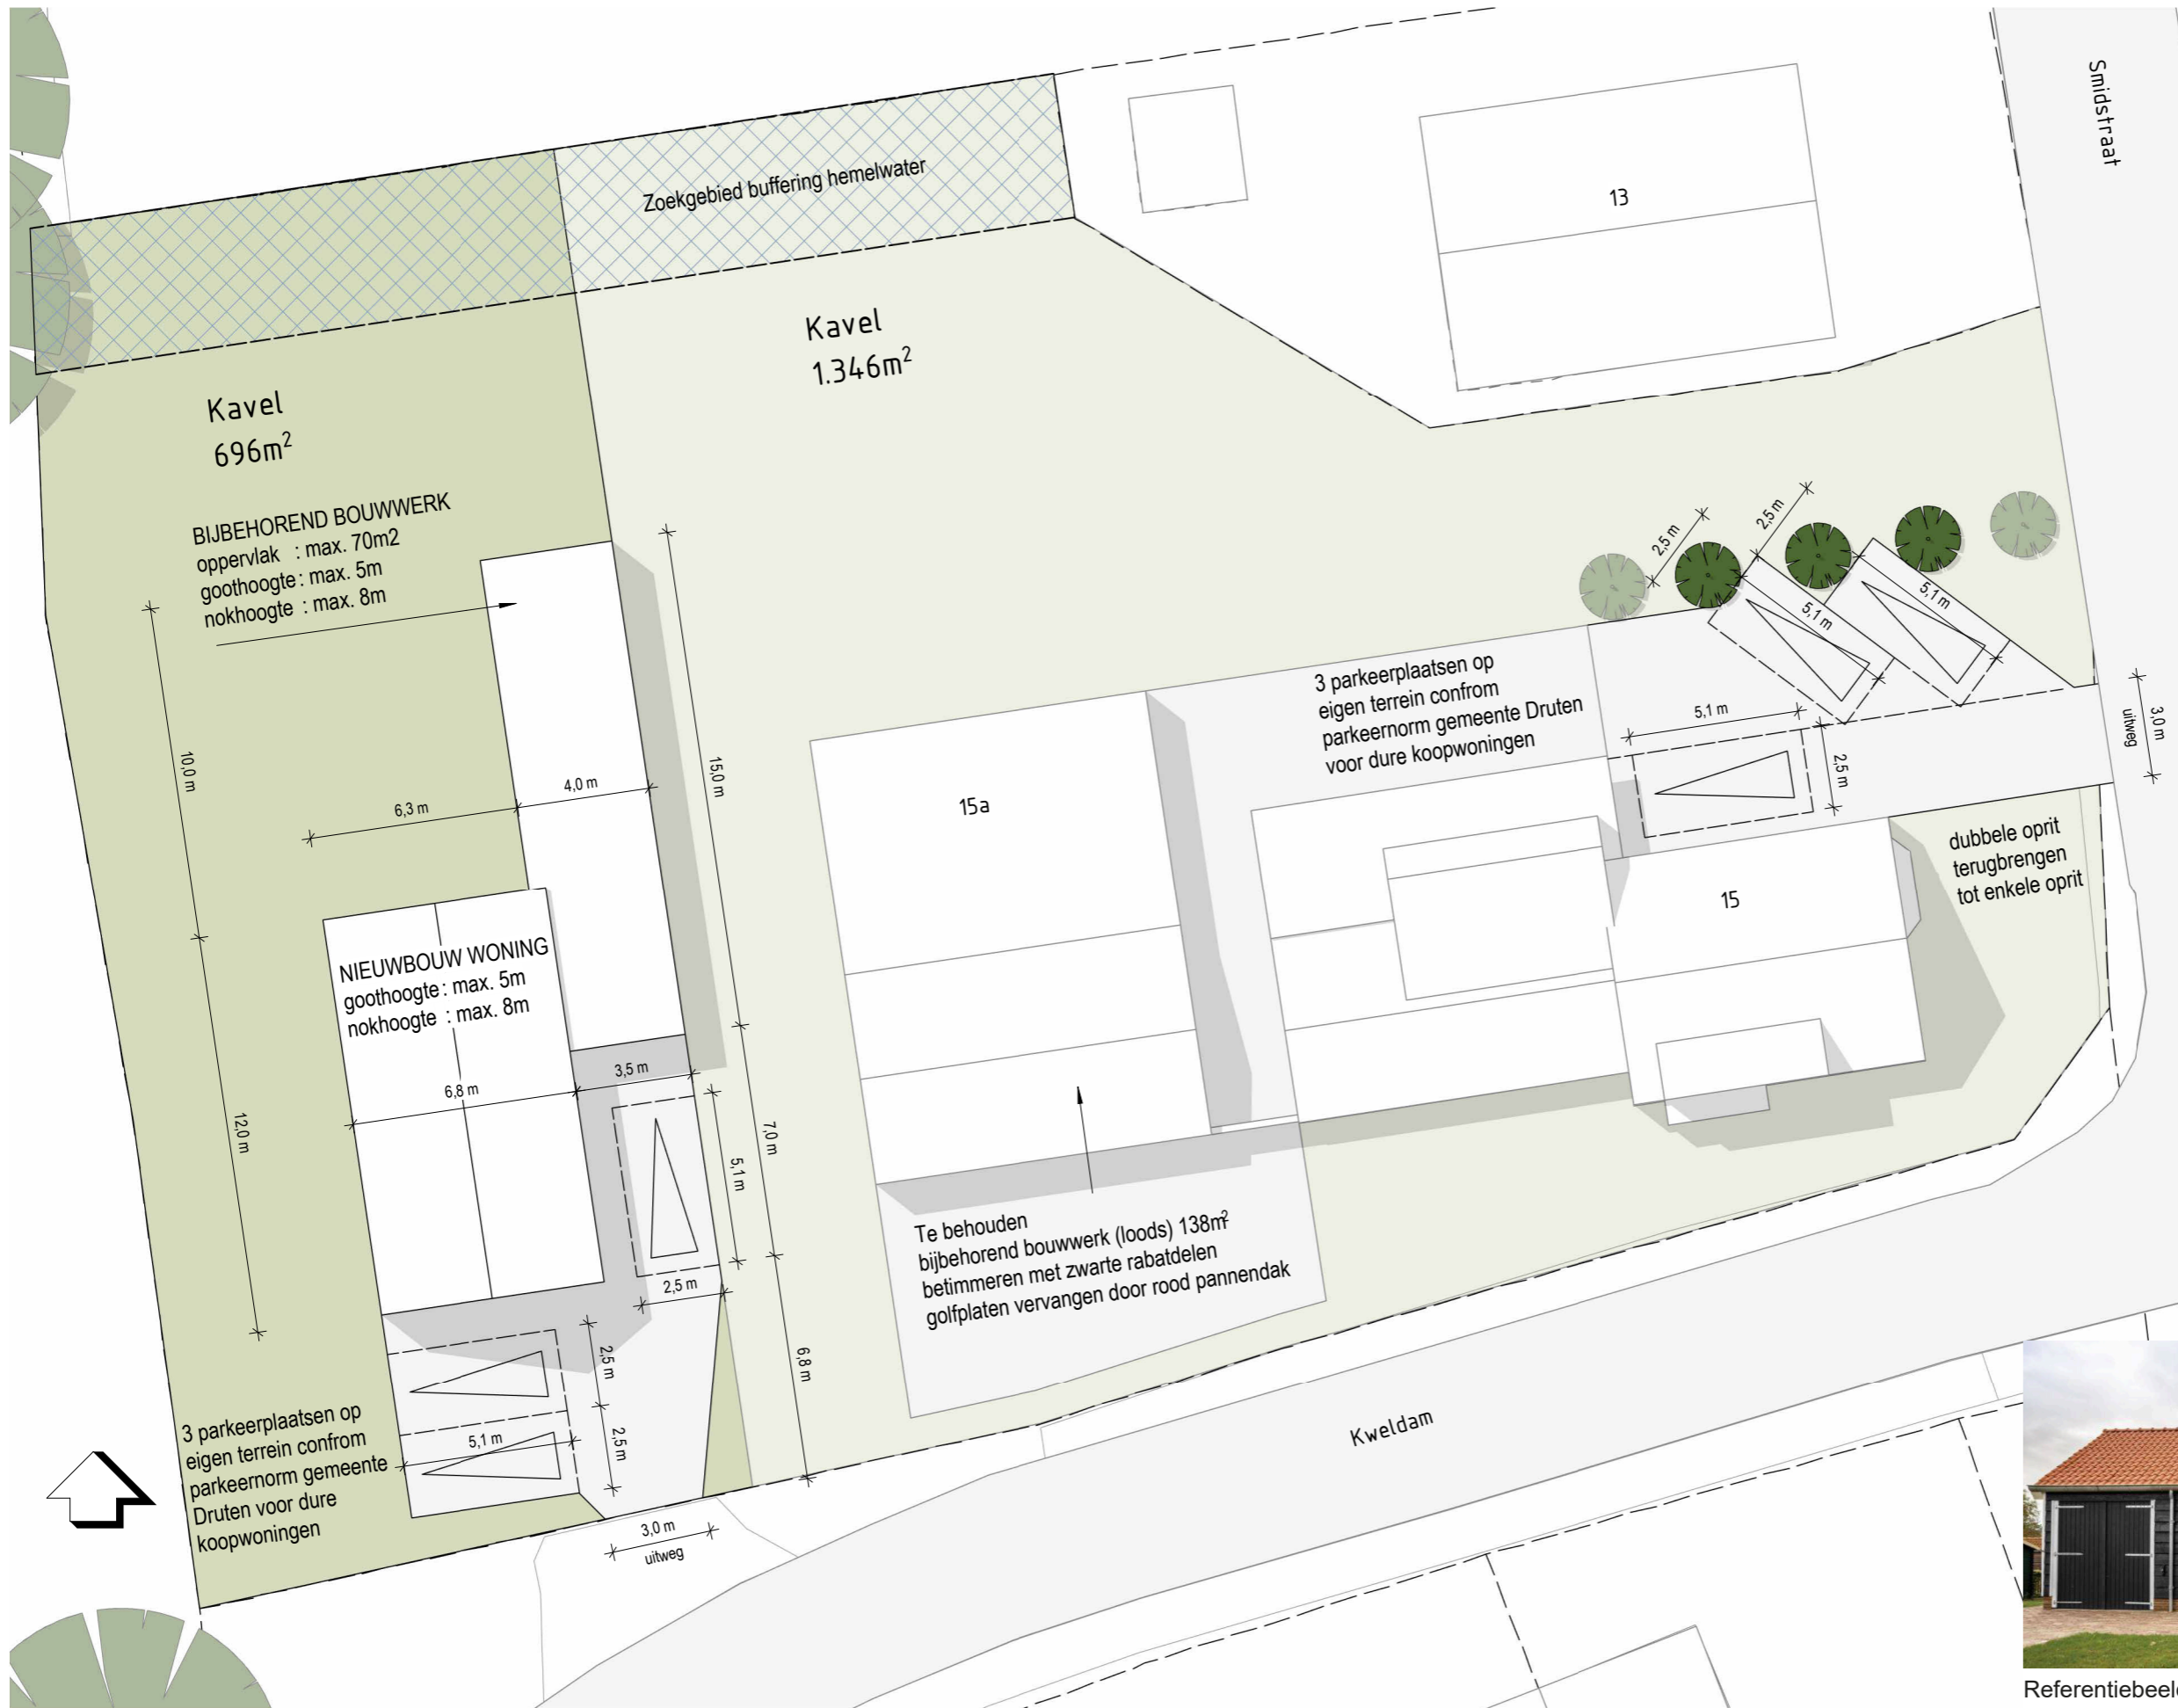 Smidstraat
Zoekgebied buffering hemelwater
13
Kavel
1.346m²
Kavel
696m²
BIJBEHOREND BOUWWERK
oppervlak : max. 70m2
goothoogte : max. 5m
nokhoogte : max. 8m
2,5 m
2,5 m
5,1 m
5,1 m
3 parkeerplaatsen op
eigen terrein confrom
parkeernorm gemeente Druten
voor dure koopwoningen
5,1 m
2,5 m
3,0 m
uitweg
10,0 m
6,3 m
4,0 m
15,0 m
15a
15
dubbele oprit
terugbrengen
tot enkele oprit
NIEUWBOUW WONING
goothoogte : max. 5m
nokhoogte : max. 8m
12,0 m
6,8 m
3,5 m
7,0 m
5,1 m
2,5 m
6,8 m
Te behouden
bijbehorend bouwwerk (loods) 138m²
betimmeren met zwarte rabatdelen
golfplaten vervangen door rood pannendak
2,5 m
2,5 m
5,1 m
3 parkeerplaatsen op
eigen terrein confrom
parkeernorm gemeente
Druten voor dure
koopwoningen
3,0 m
uitweg
Kweldam